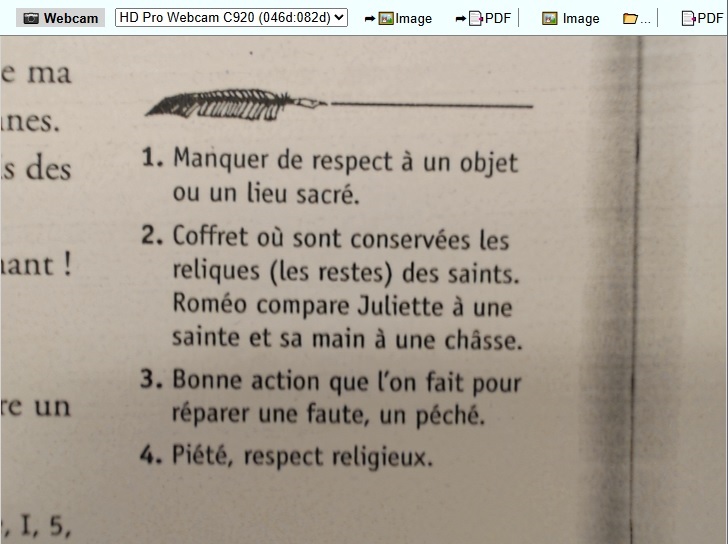 Webcam HD Pro Webcam C920 (046d:082d) Image PDF Image ... PDF
e ma
nes.
s des
ant !
re un
, I, 5,
1. Manquer de respect à un objet
ou un lieu sacré.
2. Coffret où sont conservées les
reliques (les restes) des saints.
Roméo compare Juliette à une
sainte et sa main à une châsse.
3. Bonne action que l'on fait pour
réparer une faute, un péché.
4. Piété, respect religieux.